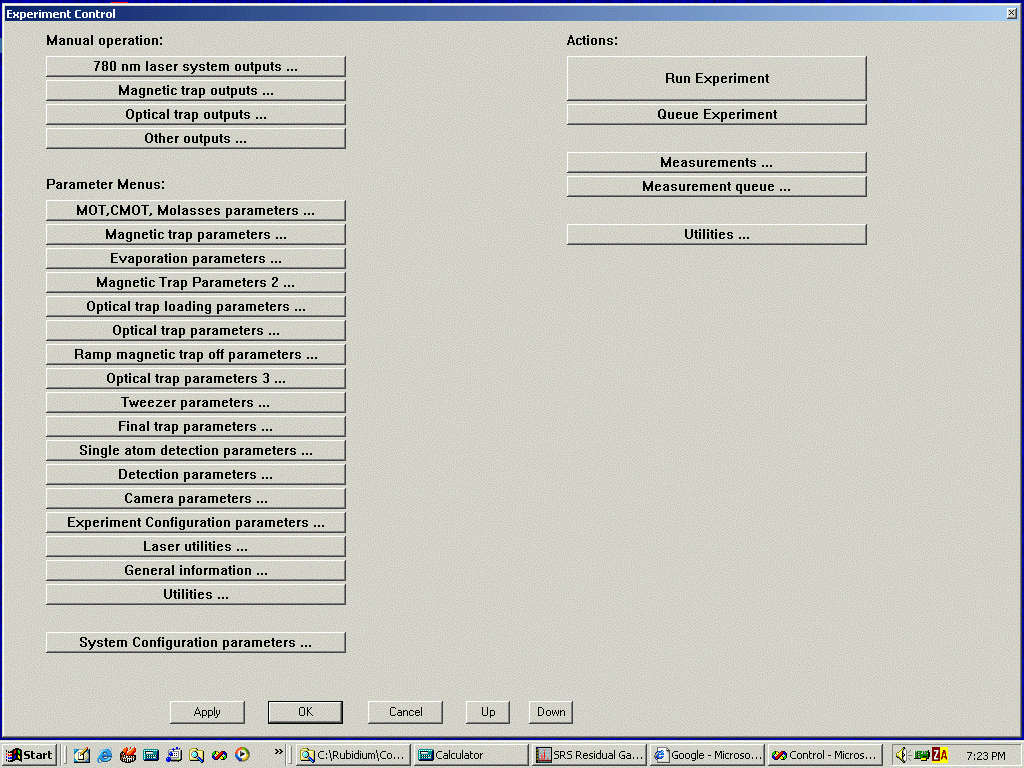 Experiment Control
Manual operation:
780 nm laser system outputs ...
Magnetic trap outputs ...
Optical trap outputs ...
Other outputs ...
Parameter Menus:
MOT,CMOT, Molasses parameters ...
Magnetic trap parameters ...
Evaporation parameters ...
Magnetic Trap Parameters 2 ...
Optical trap loading parameters ...
Optical trap parameters ...
Ramp magnetic trap off parameters ...
Optical trap parameters 3 ...
Tweezer parameters ...
Final trap parameters ...
Single atom detection parameters ...
Detection parameters ...
Camera parameters ...
Experiment Configuration parameters ...
Laser utilities ...
General information ...
Utilities ...
System Configuration parameters ...
Actions:
Run Experiment
Queue Experiment
Measurements ...
Measurement queue ...
Utilities ...
Apply OK Cancel Up Down
Start » C:\Rubidium\Co... Calculator SRS Residual Ga... Google - Microso... Control - Micros... ZA 7:23 PM